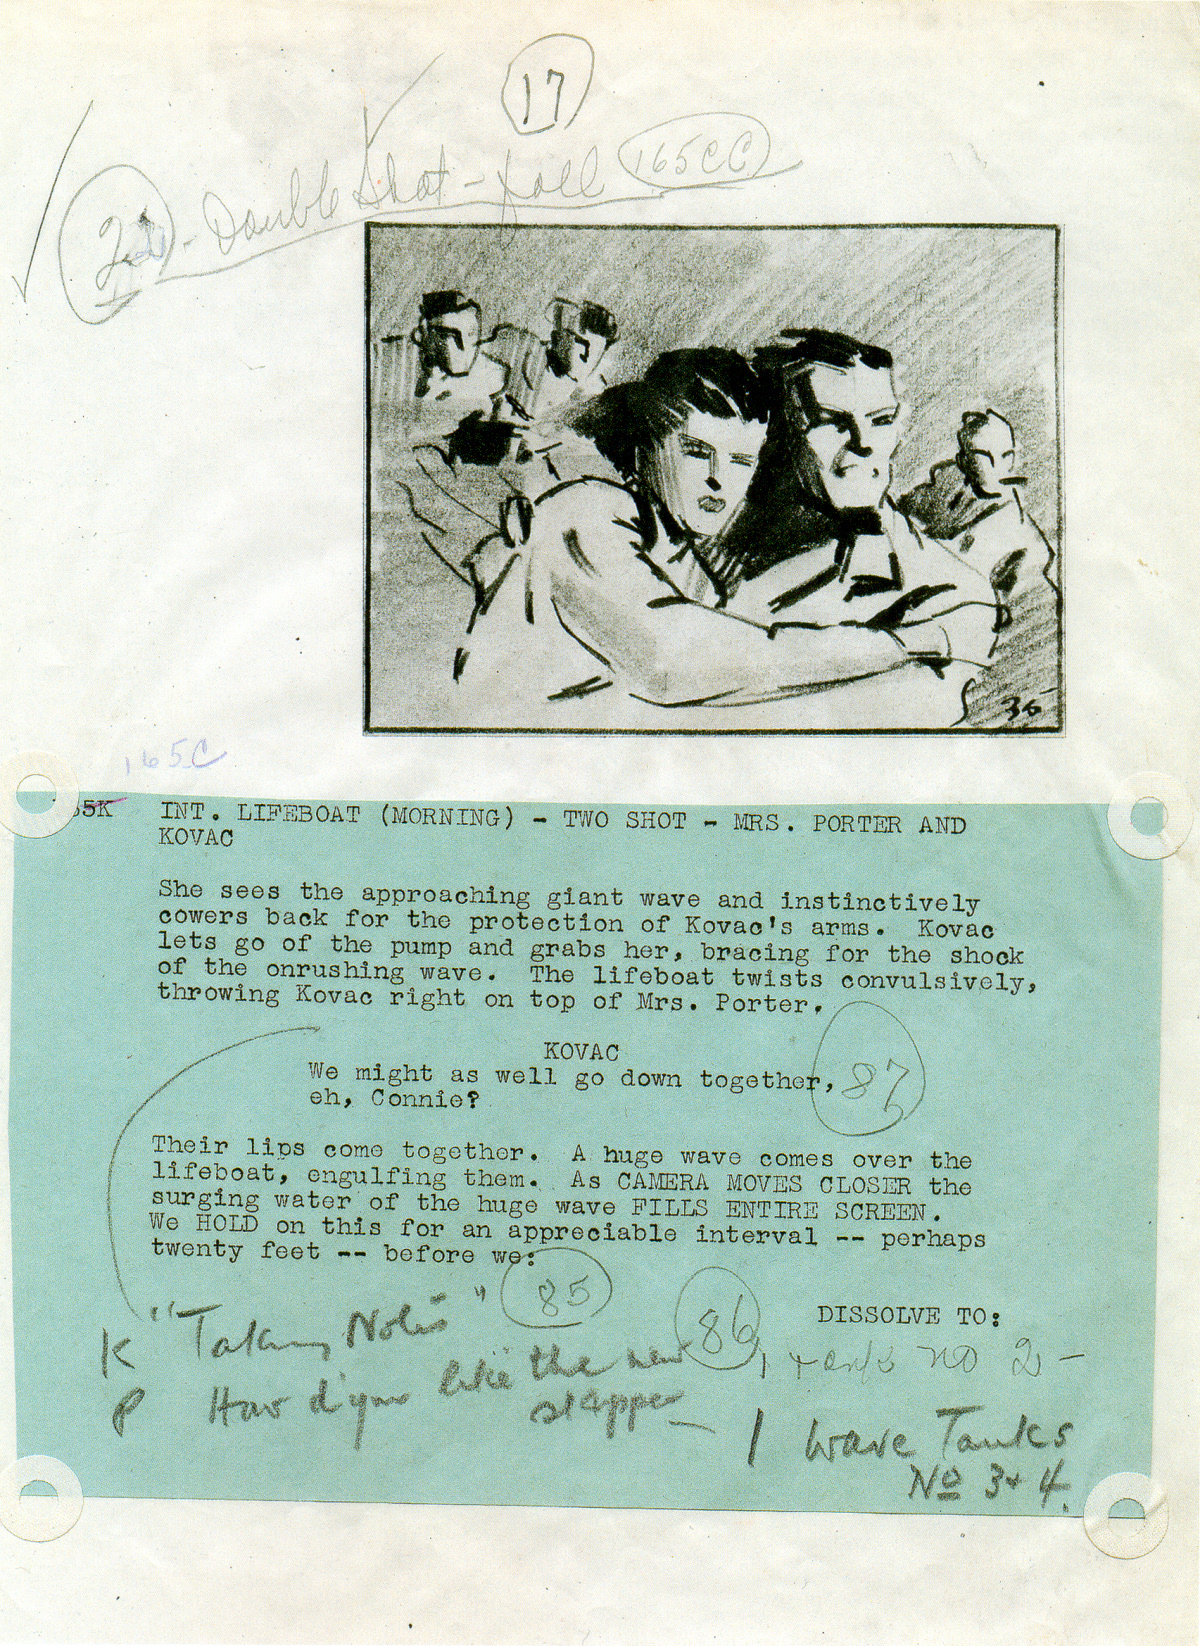 17
Double Shot - 165CC
36
165C
55K INT. LIFEBOAT (MORNING) - TWO SHOT - MRS. PORTER AND
KOVAC
She sees the approaching giant wave and instinctively
cowers back for the protection of Kovac's arms. Kovac
lets go of the pump and grabs her, bracing for the shock
of the onrushing wave. The lifeboat twists convulsively,
throwing Kovac right on top of Mrs. Porter.
KOVAC
We might as well go down together,
eh, Connie?
87
Their lips come together. A huge wave comes over the
lifeboat, engulfing them. As CAMERA MOVES CLOSER the
surging water of the huge wave FILLS ENTIRE SCREEN.
We HOLD on this for an appreciable interval -- perhaps
twenty feet -- before we:
85
DISSOLVE TO:
K "Taking Notes"
86 no 2 -
P How d'you like the new
skipper -
1 Wave Tanks
No 3 + 4.